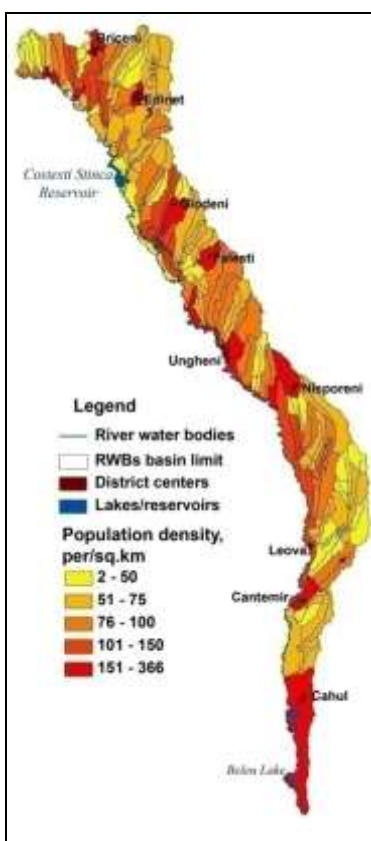 Briceni
Edinet
Costesti Stinca
Reservoir
Glodeni
Falesti
Ungheni
Nisporeni
Legend
River water bodies
RWBs basin limit
District centers
Lakes/reservoirs
Population density,
per/sq.km
2 - 50
51 - 75
76 - 100
101 - 150
151 - 366
Leova
Cantemir
Cahul
Beleu Lake